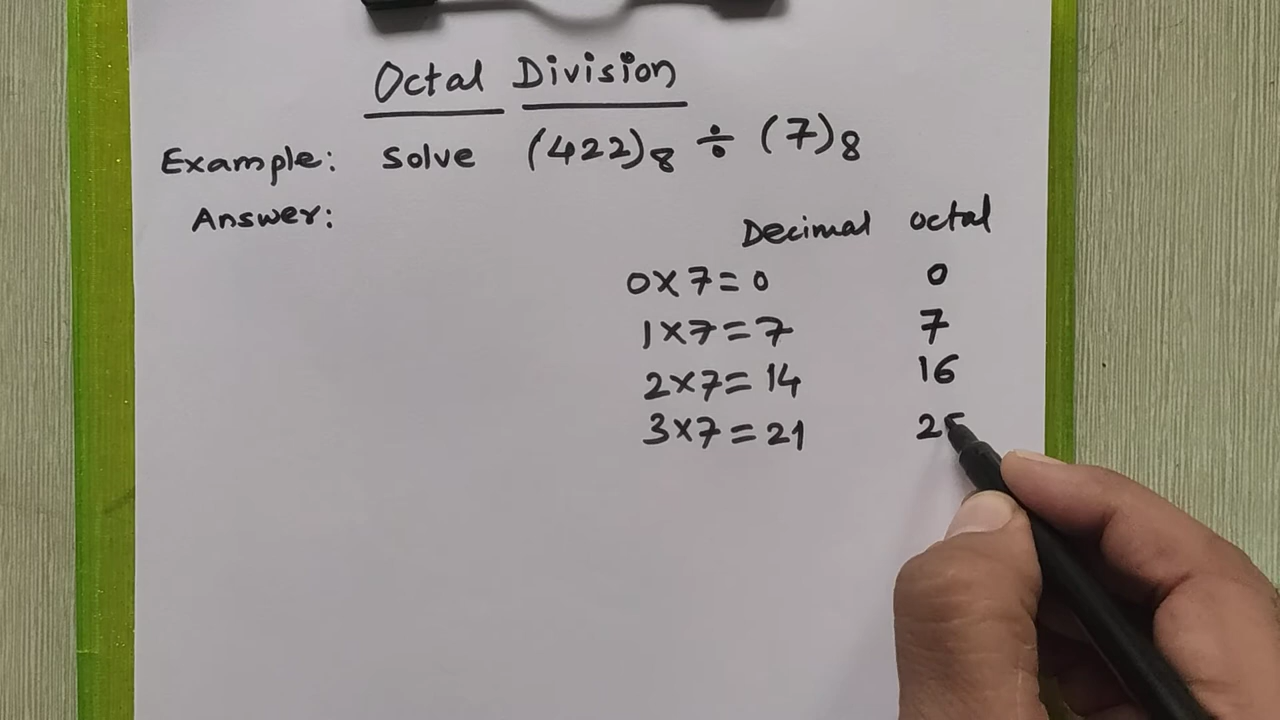 Octal Division
Example: Solve (422)₈ ÷ (7)₈
Answer:
Decimal octal
0×7=0 0
1×7=7 7
2×7=14 16
3×7=21 25